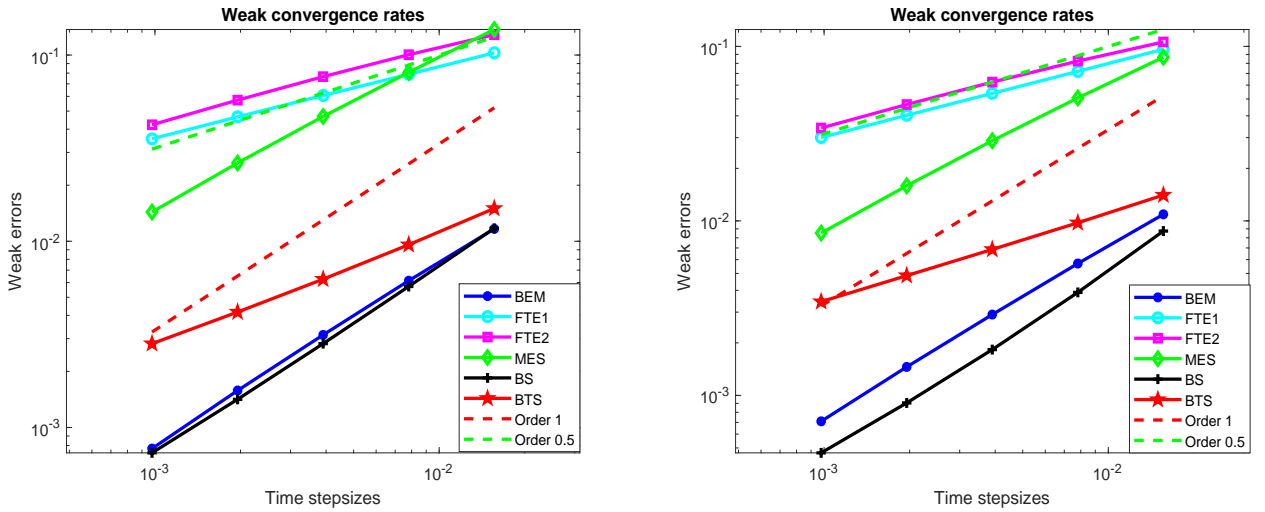 Weak convergence rates
Weak errors
10^-1
10^-2
10^-3
10^-3
10^-2
Time stepsizes
BEM
FTE1
FTE2
MES
BS
BTS
Order 1
Order 0.5
Weak convergence rates
Weak errors
10^-1
10^-2
10^-3
10^-3
10^-2
Time stepsizes
BEM
FTE1
FTE2
MES
BS
BTS
Order 1
Order 0.5